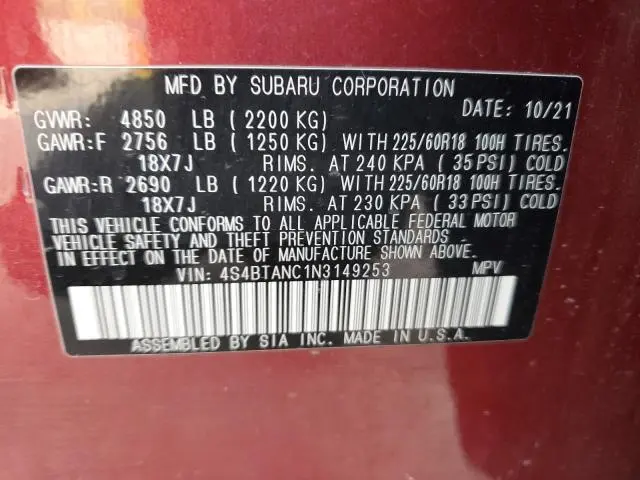 MFD BY SUBARU CORPORATION
DATE: 10/21
GVWR: 4850 LB (2200 KG)
GAWR:F 2756 LB (1250 KG) WITH 225/60R18 100H TIRES.
18X7J RIMS. AT 240 KPA (35 PSI) COLD
GAWR:R 2690 LB (1220 KG) WITH 225/60R18 100H TIRES.
18X7J RIMS. AT 230 KPA (33 PSI) COLD
THIS VEHICLE CONFORMS TO ALL APPLICABLE FEDERAL MOTOR
VEHICLE SAFETY AND THEFT PREVENTION STANDARDS
IN EFFECT ON THE DATE OF MANUFACTURE SHOWN ABOVE.
VIN: 4S4BTANC1N3149253 MPV
ASSEMBLED BY SIA INC. MADE IN U.S.A.